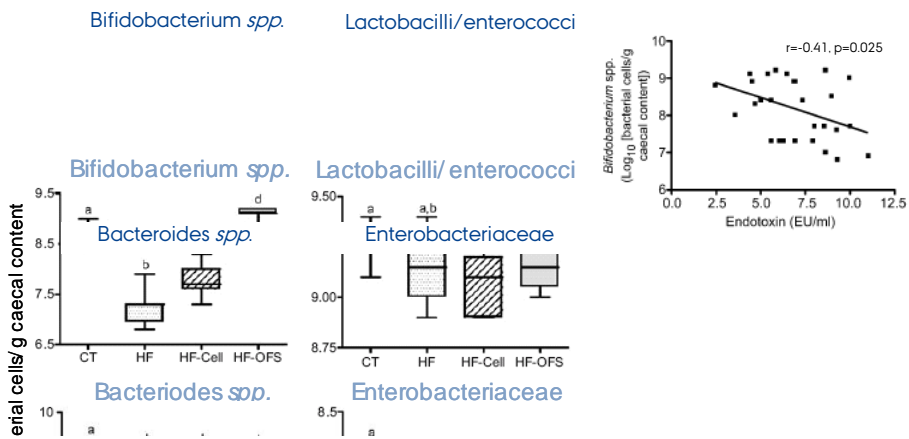 Bifidobacterium spp.
Lactobacilli/enterococci
r=-0.41, p=0.025
Bifidobacterium spp.
(Log10 [bacterial cells/g
caecal content])
10
9
8
7
6
0.0 2.5 5.0 7.5 10.0 12.5
Endotoxin (EU/ml)
Bifidobacterium spp.
Lactobacilli/ enterococci
erial cells/g caecal content
9.5
8.5
7.5
6.5
a
b
d
CT HF HF-Cell HF-OFS
9.50
9.00
8.75
a
a,b
CT HF HF-Cell HF-OFS
Bacteroides spp.
Enterobacteriaceae
Bacteriodes spp.
Enterobacteriaceae
10
a
8.5
a